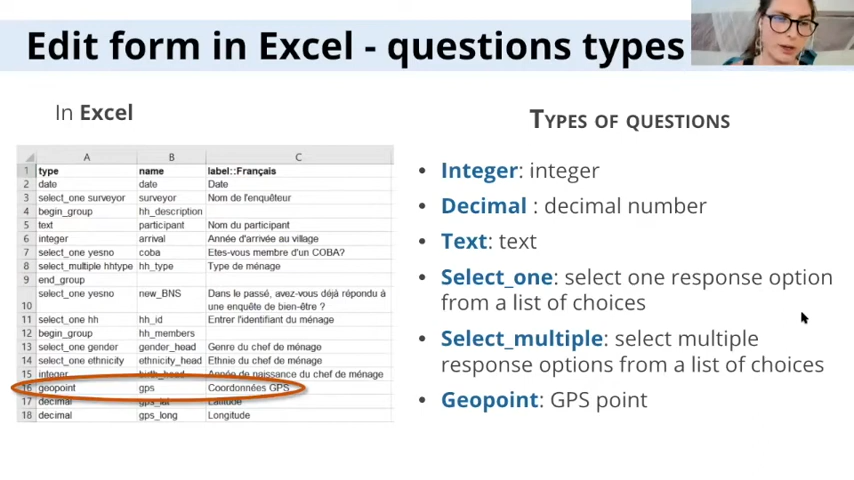 Edit form in Excel - questions types
In Excel
A B C
1 type name label::Français
2 date date Date
3 select_one surveyor surveyor Nom de l'enquêteur
4 begin_group hh_description
5 text participant Nom du participant
6 integer arrival Année d'arrivée au village
7 select_one yesno coba Etes-vous membre d'un COBA?
8 select_multiple hhtype hh_type Type de ménage
9 end_group
select_one yesno new_BNS Dans le passé, avez-vous déjà répondu à
10 une enquête de bien-être ?
11 select_one hh hh_id Entrer l'identifiant du ménage
12 begin_group hh_members
13 select_one gender gender_head Genre du chef de ménage
14 select_one ethnicity ethnicity_head Ethnie du chef de ménage
15 integer birth_head Année de naissance du chef de ménage
16 geopoint gps Coordonnées GPS
17 decimal gps_lat Latitude
18 decimal gps_long Longitude
TYPES OF QUESTIONS
• Integer: integer
• Decimal : decimal number
• Text: text
• Select_one: select one response option
from a list of choices
• Select_multiple: select multiple
response options from a list of choices
• Geopoint: GPS point